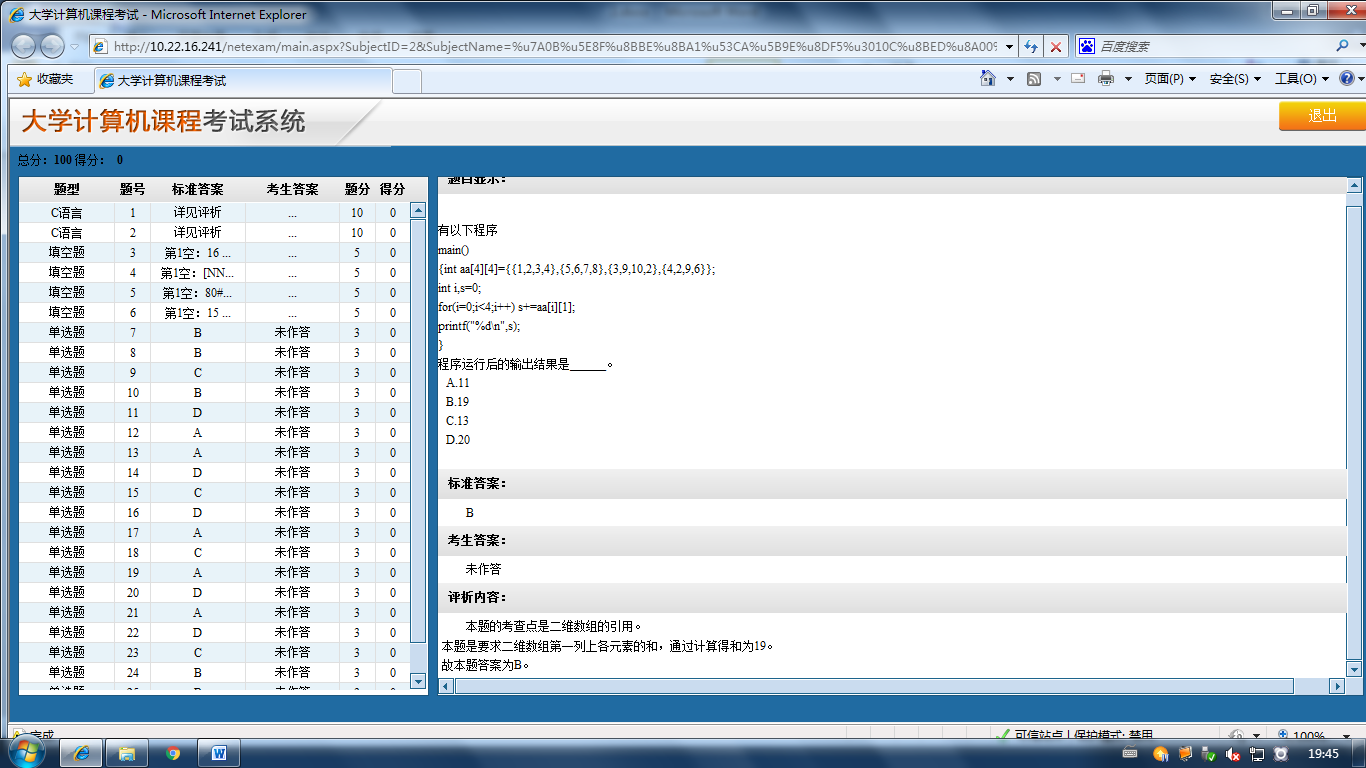 大学计算机课程考试 - Microsoft Internet Explorer
http://10.22.16.241/netexam/main.aspx?SubjectID=2&SubjectName=%u7A0B%u5E8F%u8BBE%u8BA1%u53CA%u5B9E%u8DF5%u3010C%u8BED%u8A00%
百度搜索
收藏夹
大学计算机课程考试
页面(P)
安全(S)
工具(O)
大学计算机课程考试系统
退出
总分：100 得分： 0
题型 题号 标准答案 考生答案 题分 得分
C语言 1 详见评析 ... 10 0
C语言 2 详见评析 ... 10 0
填空题 3 第1空：16 ... ... 5 0
填空题 4 第1空：[NN... ... 5 0
填空题 5 第1空：80#... ... 5 0
填空题 6 第1空：15 ... ... 5 0
单选题 7 B 未作答 3 0
单选题 8 B 未作答 3 0
单选题 9 C 未作答 3 0
单选题 10 B 未作答 3 0
单选题 11 D 未作答 3 0
单选题 12 A 未作答 3 0
单选题 13 A 未作答 3 0
单选题 14 D 未作答 3 0
单选题 15 C 未作答 3 0
单选题 16 D 未作答 3 0
单选题 17 A 未作答 3 0
单选题 18 C 未作答 3 0
单选题 19 A 未作答 3 0
单选题 20 D 未作答 3 0
单选题 21 A 未作答 3 0
单选题 22 D 未作答 3 0
单选题 23 C 未作答 3 0
单选题 24 B 未作答 3 0
题目显示：
有以下程序
main()
{int aa[4][4]={{1,2,3,4},{5,6,7,8},{3,9,10,2},{4,2,9,6}};
int i,s=0;
for(i=0;i<4;i++) s+=aa[i][1];
printf("%d\n",s);
}
程序运行后的输出结果是______。
A.11
B.19
C.13
D.20
标准答案：
B
考生答案：
未作答
评析内容：
本题的考查点是二维数组的引用。
本题是要求二维数组第一列上各元素的和，通过计算得和为19。
故本题答案为B。
完成
可信站点 | 保护模式: 禁用
100%
19:45